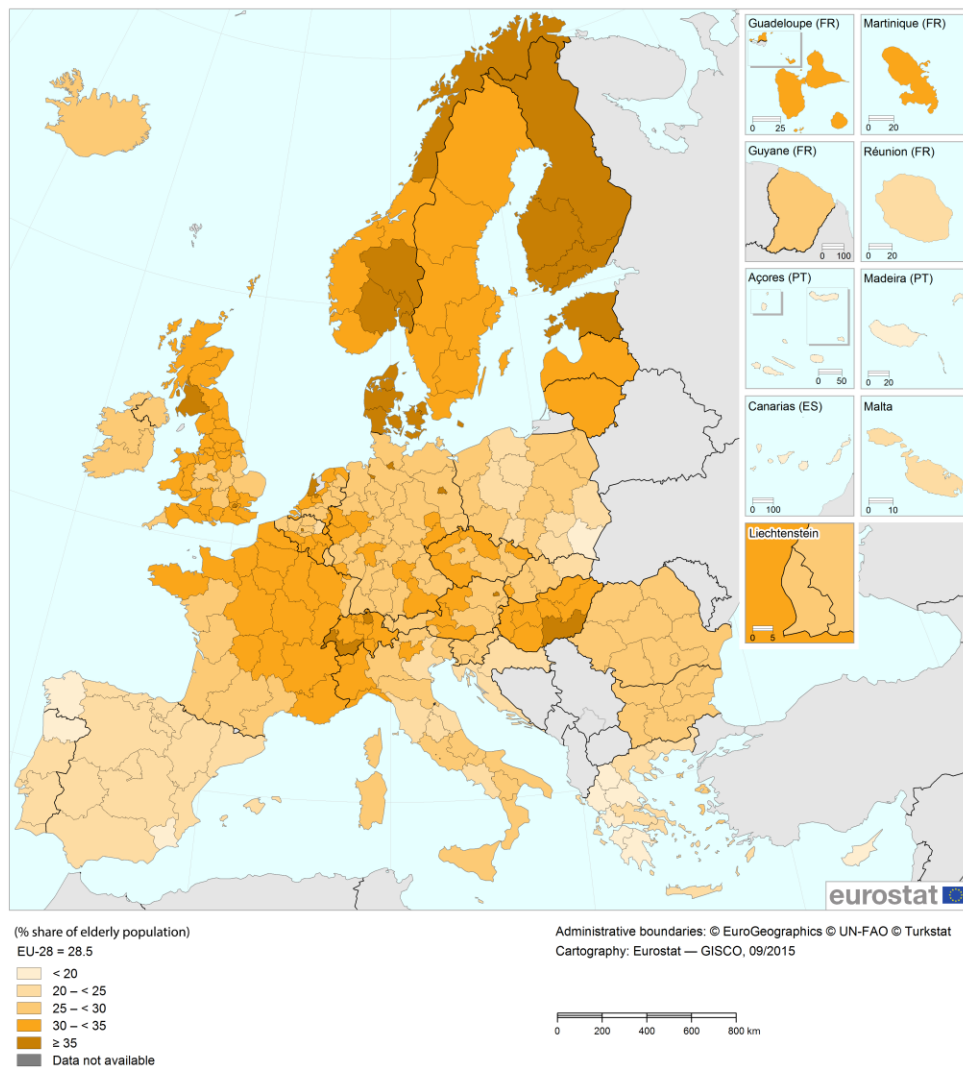 Guadeloupe (FR)
0 25
Martinique (FR)
0 20
Guyane (FR)
0 100
Réunion (FR)
0 20
Açores (PT)
0 50
Madeira (PT)
0 20
Canarias (ES)
0 100
Malta
0 10
Liechtenstein
0 5
eurostat
(% share of elderly population)
EU-28 = 28.5
< 20
20 – < 25
25 – < 30
30 – < 35
≥ 35
Data not available
Administrative boundaries: © EuroGeographics © UN-FAO © Turkstat
Cartography: Eurostat — GISCO, 09/2015
0 200 400 600 800 km